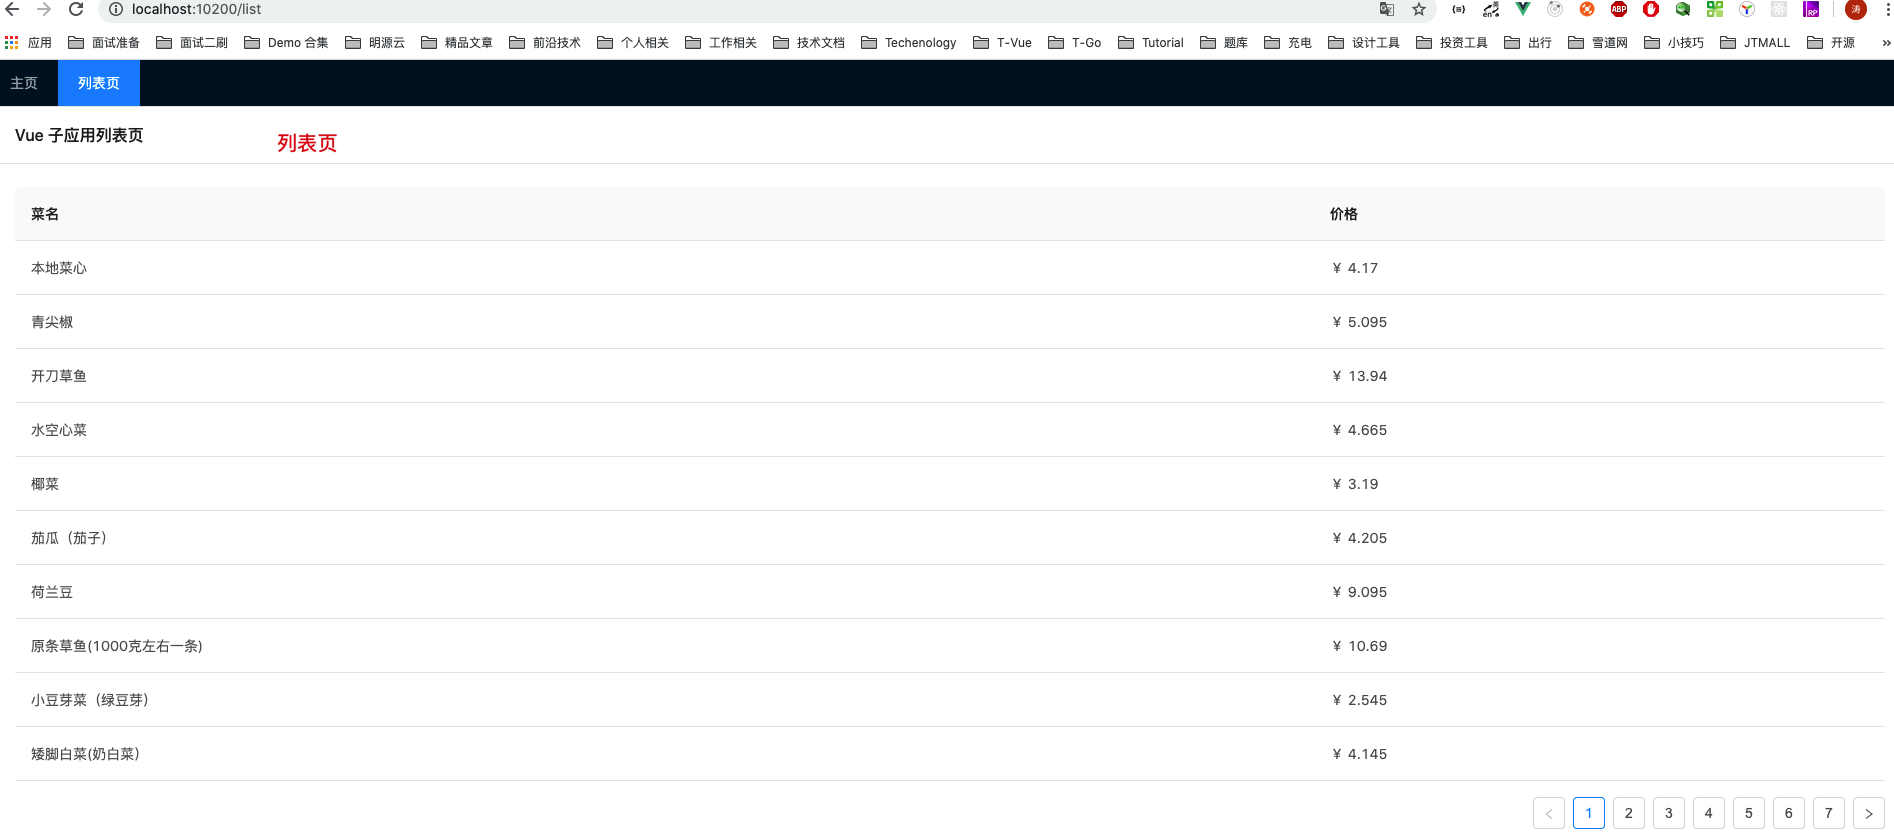 localhost:10200/list
应用 面试准备 面试二刷 Demo 合集 明源云 精品文章 前沿技术 个人相关 工作相关 技术文档 Techenology T-Vue T-Go Tutorial 题库 充电 设计工具 投资工具 出行 雪道网 小技巧 JTMALL 开源 »
主页 列表页
Vue 子应用列表页 列表页
菜名 价格
本地菜心 ¥ 4.17
青尖椒 ¥ 5.095
开刀草鱼 ¥ 13.94
水空心菜 ¥ 4.665
椰菜 ¥ 3.19
茄瓜（茄子） ¥ 4.205
荷兰豆 ¥ 9.095
原条草鱼(1000克左右一条) ¥ 10.69
小豆芽菜（绿豆芽） ¥ 2.545
矮脚白菜(奶白菜） ¥ 4.145
< 1 2 3 4 5 6 7 >